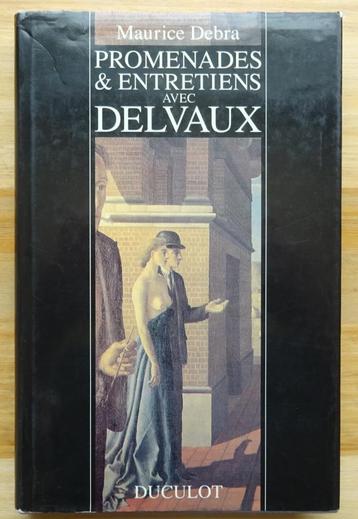 Maurice Debra
PROMENADES
& ENTRETIENS
AVEC
DELVAUX
DUCULOT